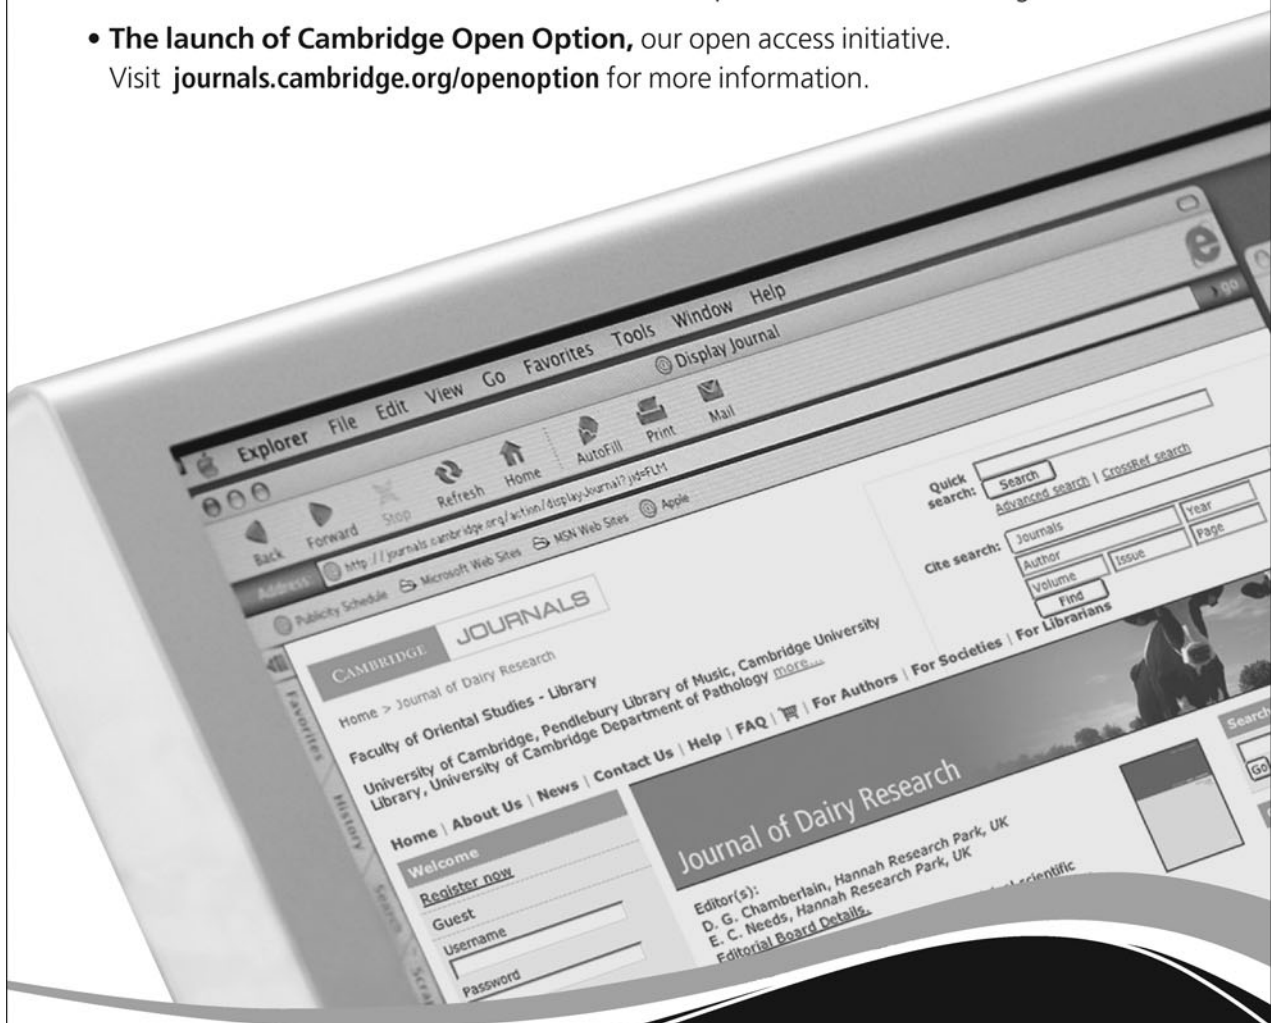 • The launch of Cambridge Open Option, our open access initiative.
Visit journals.cambridge.org/openoption for more information.
Explorer File Edit View Go Favorites Tools Window Help
Display Journal
Back Forward Stop Refresh Home AutoFill Print Mail
Address http://journals.cambridge.org/action/displayJournal?jid=FLM
go
Publicity Schedule Microsoft Web Sites MSN Web Sites Apple
Favorites
History
Search
CAMBRIDGE JOURNALS
Quick search:
Search
Advanced search | CrossRef search
Cite search:
Journals Year
Author
Volume Issue Page
Find
Home > Journal of Dairy Research
Faculty of Oriental Studies - Library
University of Cambridge, Pendlebury Library of Music, Cambridge University
Library, University of Cambridge Department of Pathology more....
Home | About Us | News | Contact Us | Help | FAQ | | For Authors | For Societies | For Librarians
Welcome
Register now
Guest
Username
Password
Journal of Dairy Research
Search
Go
Editor(s):
D. G. Chamberlain, Hannah Research Park, UK
E. C. Needs, Hannah Research Park, UK
Editorial Board Details.
scientific